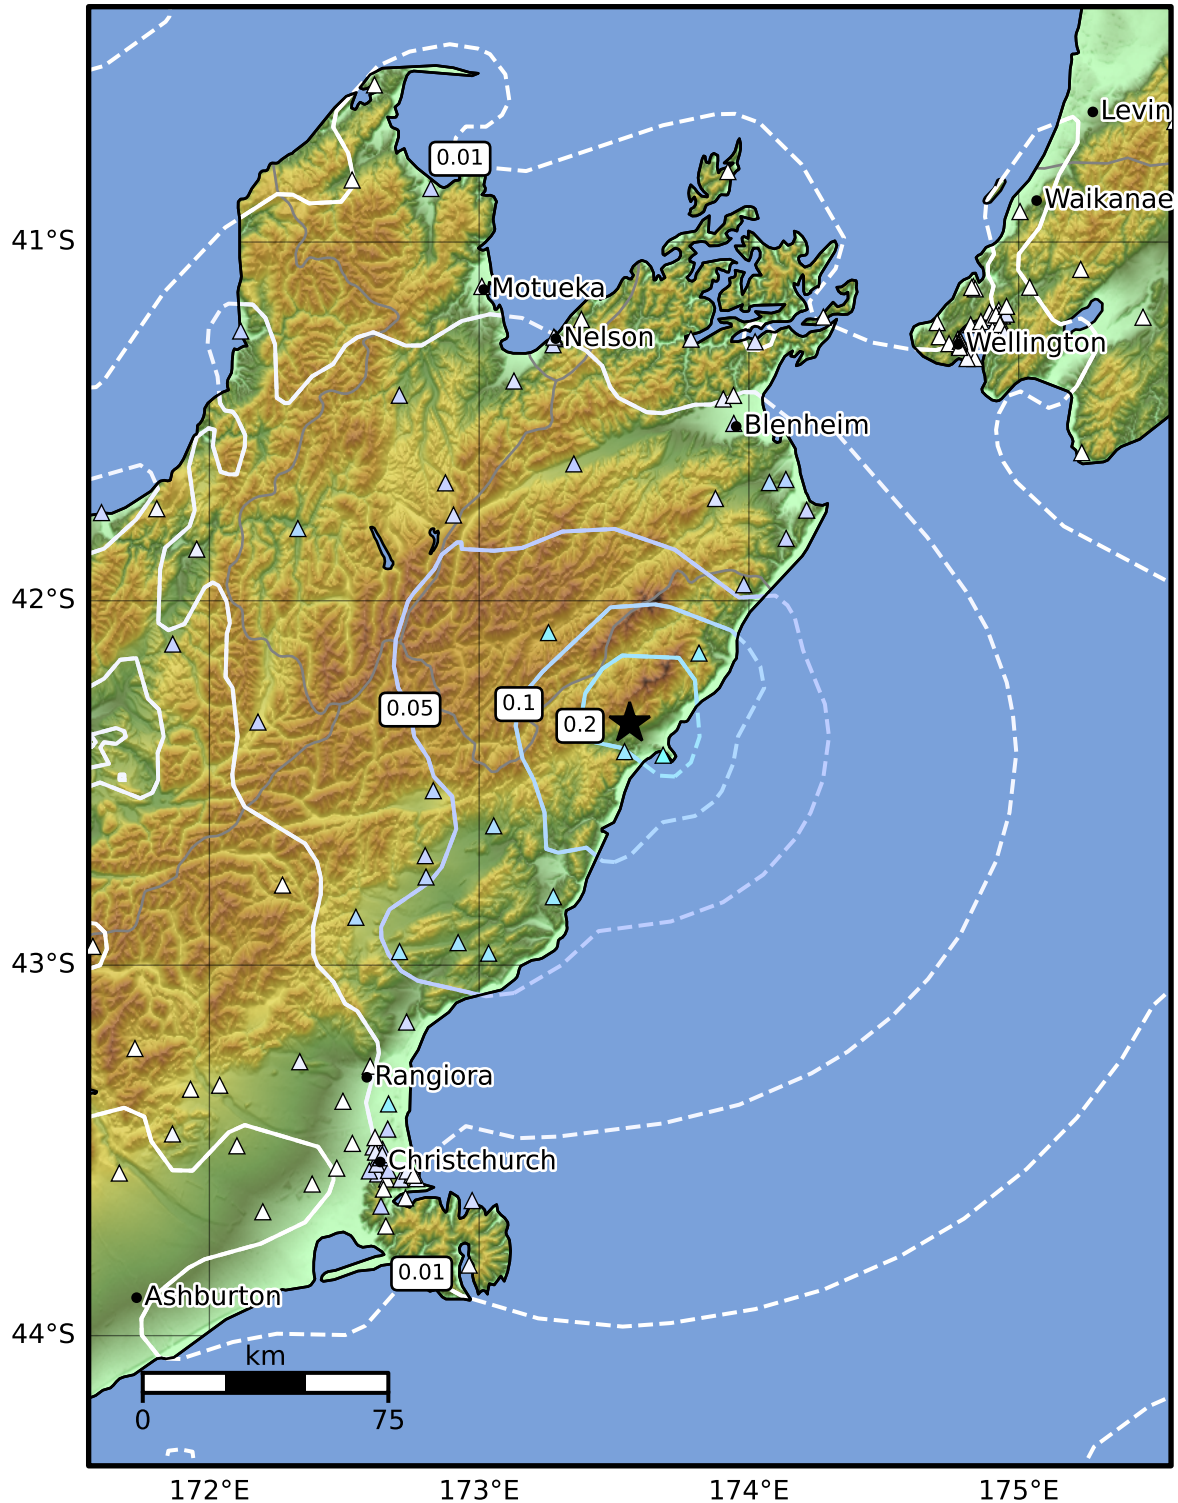 Levin
0.01
Waikanae
41°S
Motueka
Nelson
Wellington
Blenheim
42°S
0.05
0.1
0.2
43°S
Rangiora
Christchurch
0.01
Ashburton
44°S
km
0
75
172°E
173°E
174°E
175°E